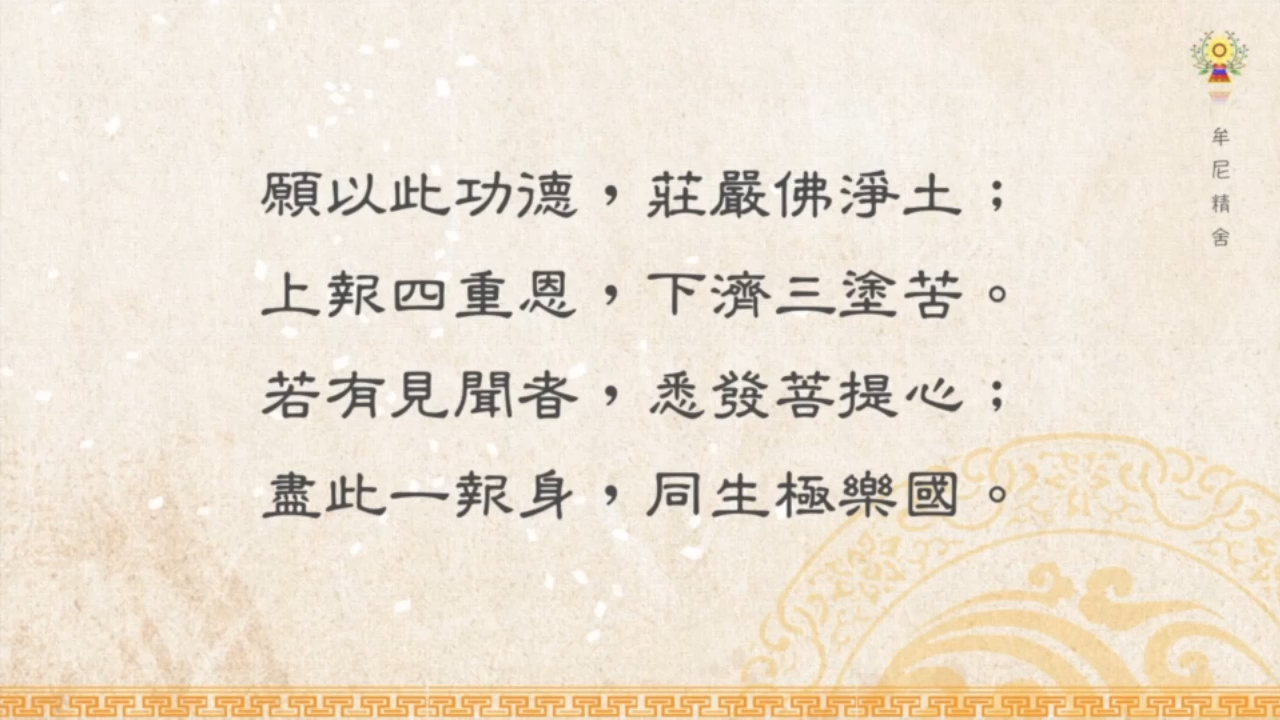 願以此功德，莊嚴佛淨土；
上報四重恩，下濟三塗苦。
若有見聞者，悉發菩提心；
盡此一報身，同生極樂國。
牟尼精舍